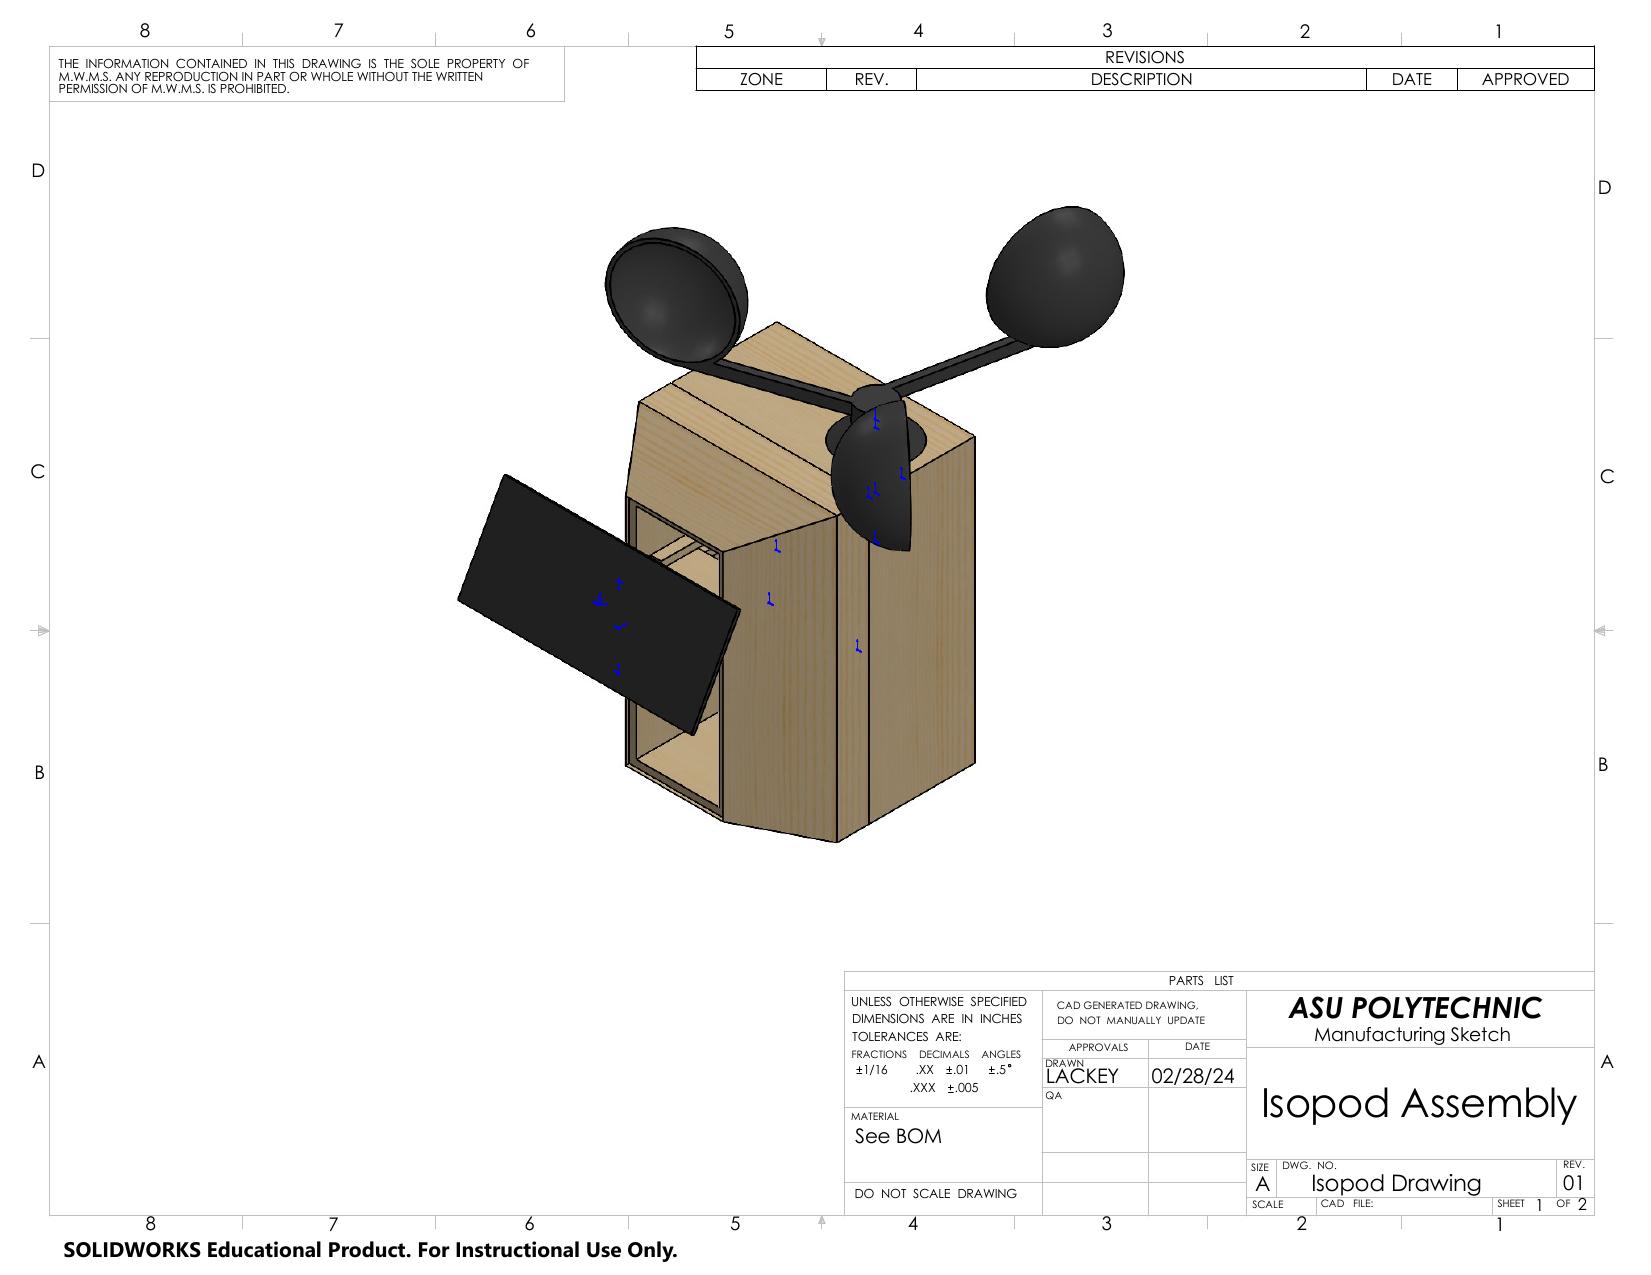 8 7 6 5 4 3 2 1
THE INFORMATION CONTAINED IN THIS DRAWING IS THE SOLE PROPERTY OF
M.W.M.S. ANY REPRODUCTION IN PART OR WHOLE WITHOUT THE WRITTEN
PERMISSION OF M.W.M.S. IS PROHIBITED.
REVISIONS
ZONE REV. DESCRIPTION DATE APPROVED
D D
C C
B B
A A
PARTS LIST
UNLESS OTHERWISE SPECIFIED
DIMENSIONS ARE IN INCHES
TOLERANCES ARE:
FRACTIONS DECIMALS ANGLES
±1/16 .XX ±.01 ±.5°
.XXX ±.005
MATERIAL
See BOM
DO NOT SCALE DRAWING
CAD GENERATED DRAWING,
DO NOT MANUALLY UPDATE
APPROVALS DATE
DRAWN
LACKEY 02/28/24
QA
ASU POLYTECHNIC
Manufacturing Sketch
Isopod Assembly
SIZE DWG. NO. REV.
A Isopod Drawing 01
SCALE CAD FILE: SHEET 1 OF 2
8 7 6 5 4 3 2 1
SOLIDWORKS Educational Product. For Instructional Use Only.